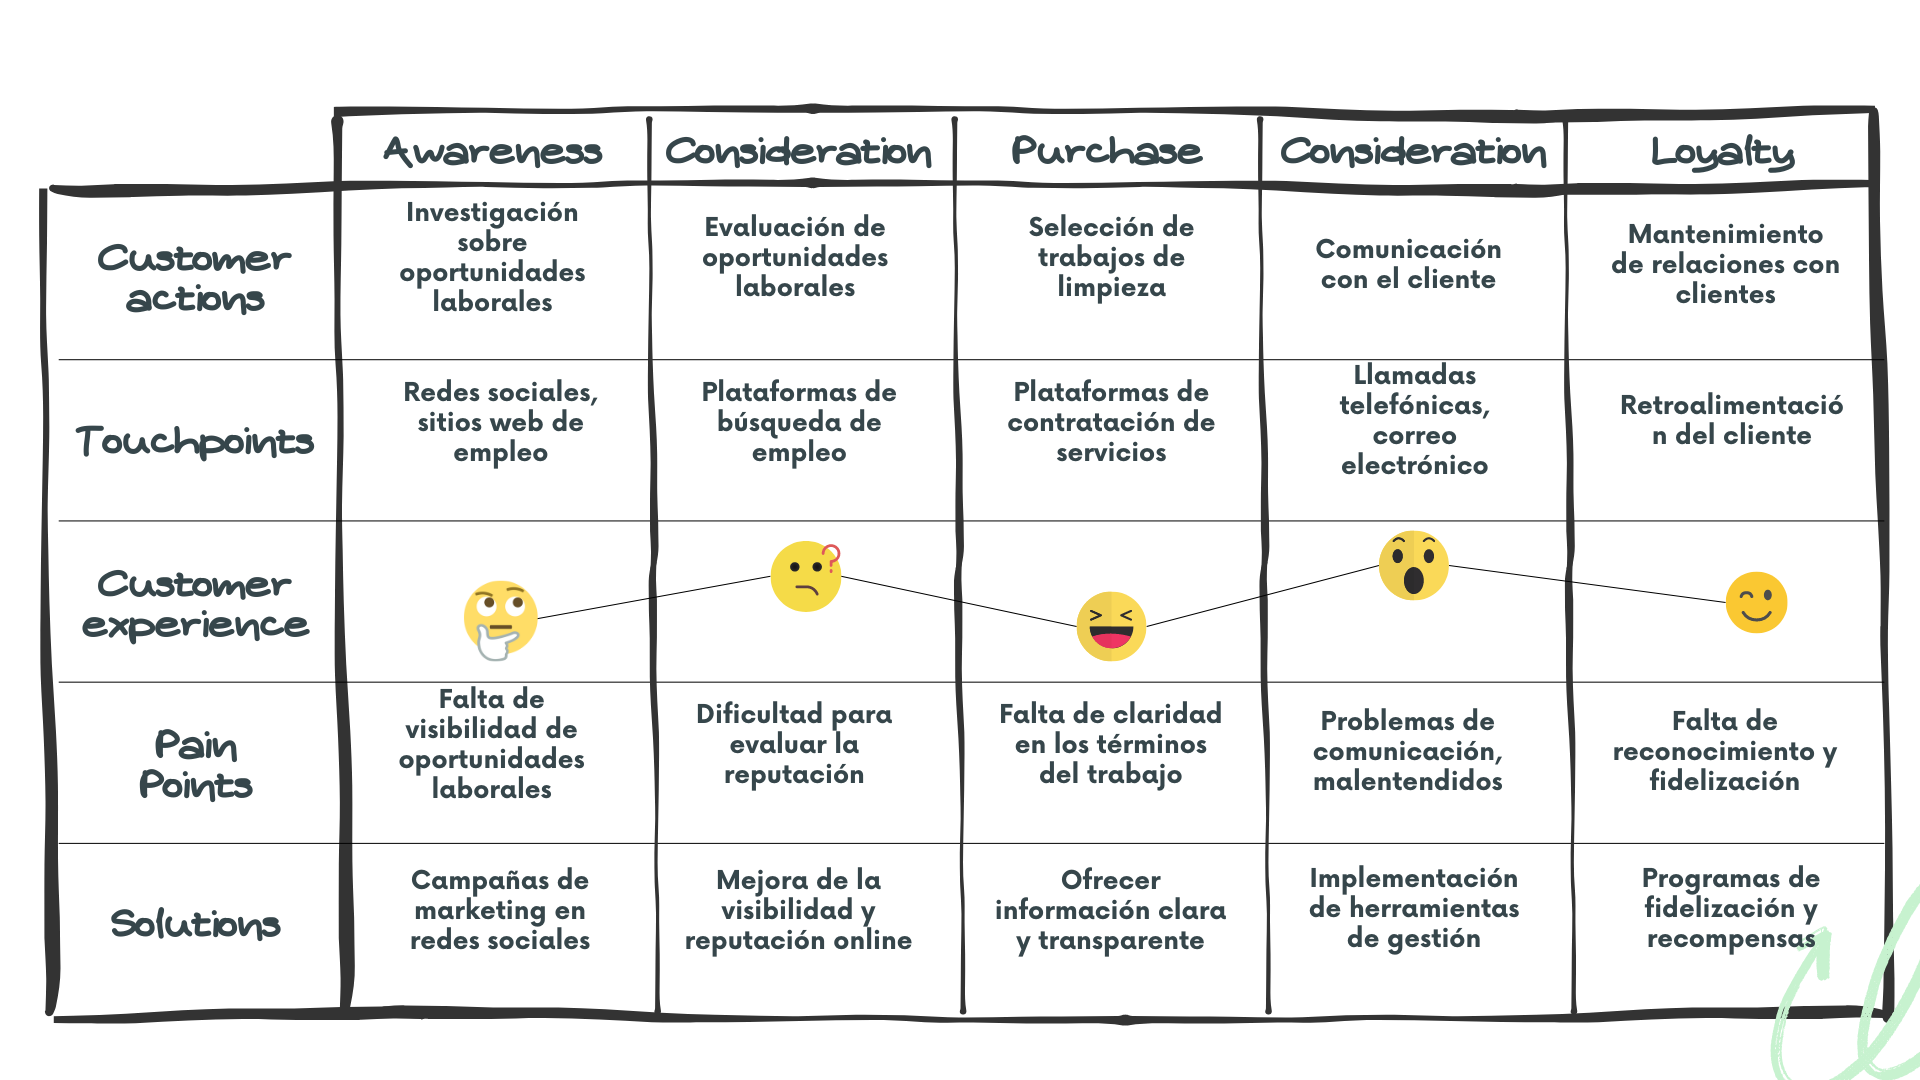 Awareness
Consideration
Purchase
Consideration
Loyalty
Customer
actions
Investigación
sobre
oportunidades
laborales
Evaluación de
oportunidades
laborales
Selección de
trabajos de
limpieza
Comunicación
con el cliente
Mantenimiento
de relaciones con
clientes
Touchpoints
Redes sociales,
sitios web de
empleo
Plataformas de
búsqueda de
empleo
Plataformas de
contratación de
servicios
Llamadas
telefónicas,
correo
electrónico
Retroalimentació
n del cliente
Customer
experience
?
Pain
Points
Falta de
visibilidad de
oportunidades
laborales
Dificultad para
evaluar la
reputación
Falta de claridad
en los términos
del trabajo
Problemas de
comunicación,
malentendidos
Falta de
reconocimiento y
fidelización
Solutions
Campañas de
marketing en
redes sociales
Mejora de la
visibilidad y
reputación online
Ofrecer
información clara
y transparente
Implementación
de herramientas
de gestión
Programas de
fidelización y
recompensas